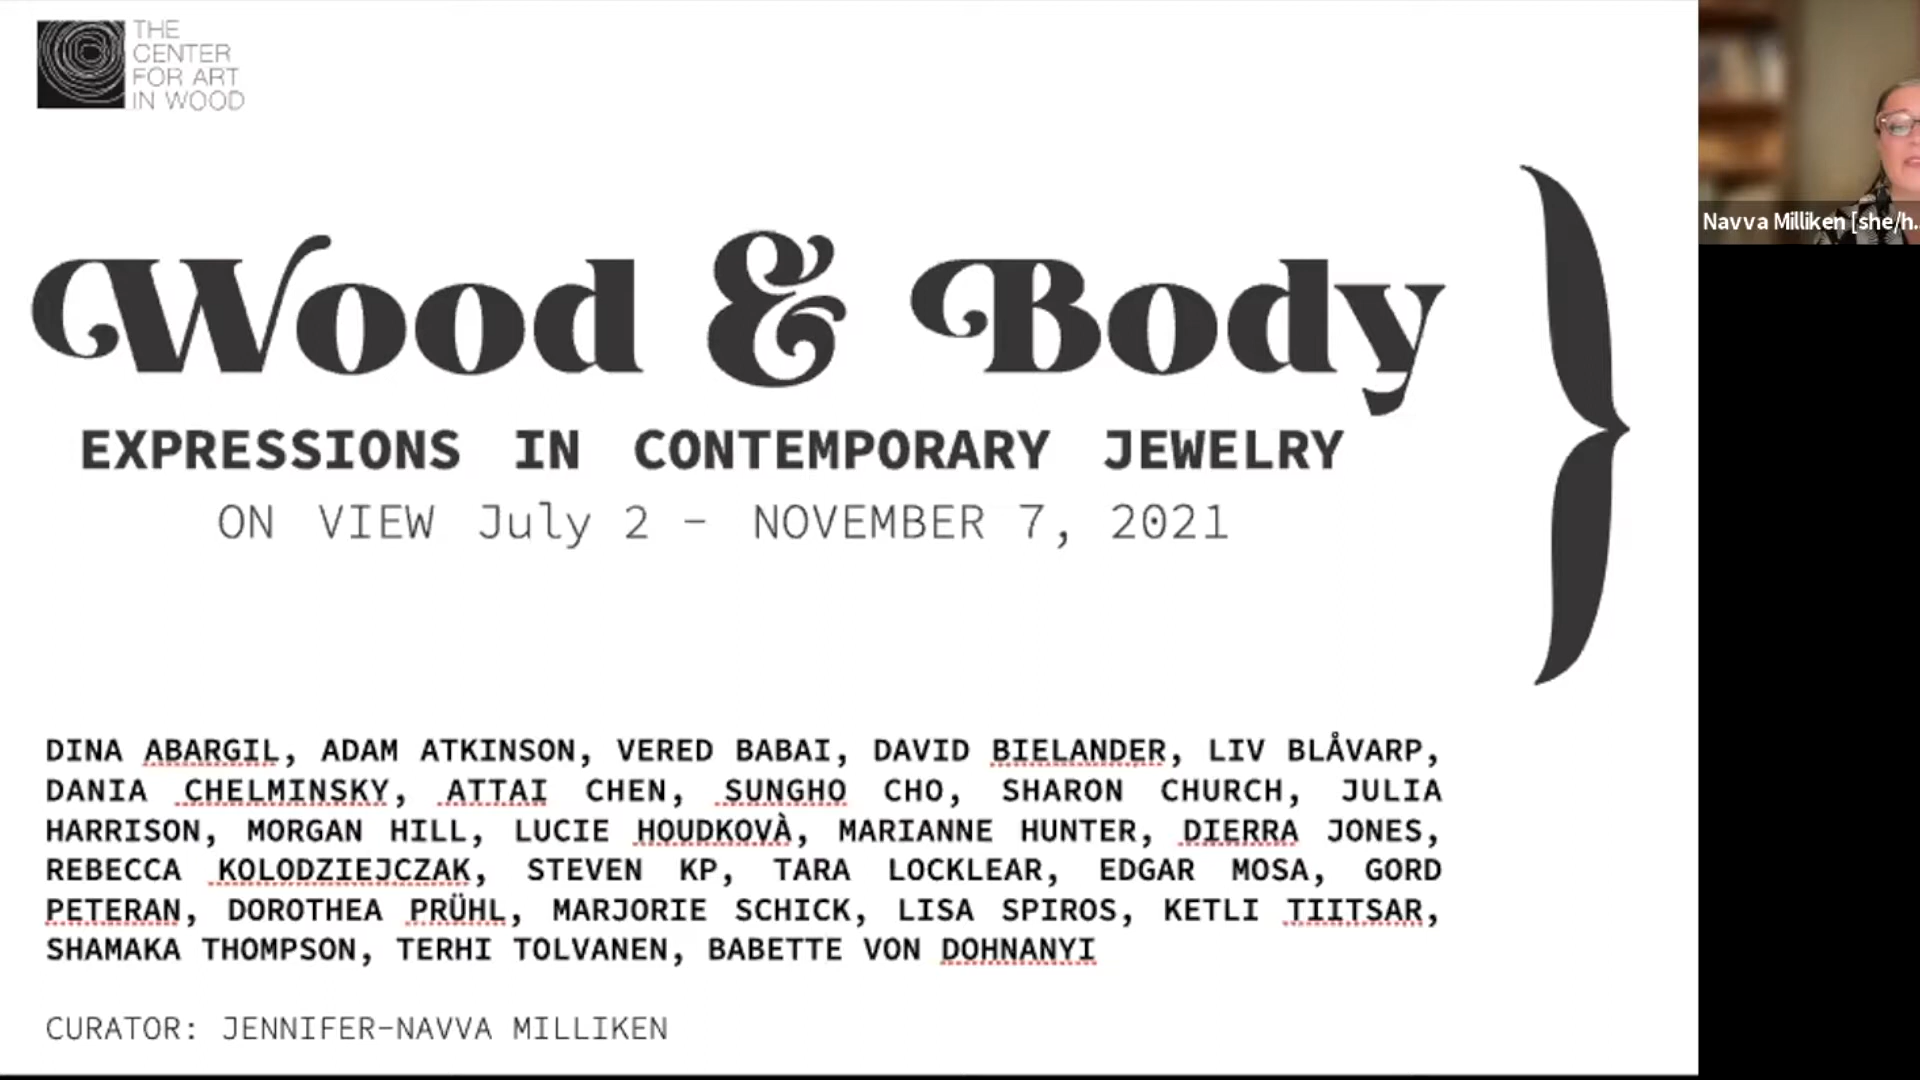 THE
CENTER
FOR ART
IN WOOD
Wood & Body
EXPRESSIONS IN CONTEMPORARY JEWELRY
ON VIEW July 2 - NOVEMBER 7, 2021
DINA ABARGIL, ADAM ATKINSON, VERED BABAI, DAVID BIELANDER, LIV BLÅVARP,
DANIA CHELMINSKY, ATTAI CHEN, SUNGHO CHO, SHARON CHURCH, JULIA
HARRISON, MORGAN HILL, LUCIE HOUDKOVÀ, MARIANNE HUNTER, DIERRA JONES,
REBECCA KOLODZIEJCZAK, STEVEN KP, TARA LOCKLEAR, EDGAR MOSA, GORD
PETERAN, DOROTHEA PRÜHL, MARJORIE SCHICK, LISA SPIROS, KETLI TIITSAR,
SHAMAKA THOMPSON, TERHI TOLVANEN, BABETTE VON DOHNANYI
CURATOR: JENNIFER-NAVVA MILLIKEN
Navva Milliken [she/h...